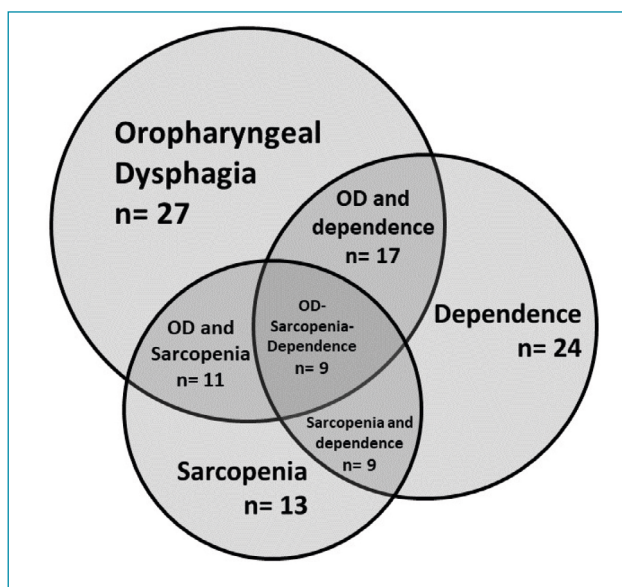 Oropharyngeal
Dysphagia
n= 27
OD and
dependence
n= 17
Dependence
n= 24
OD-
Sarcopenia-
Dependence
n= 9
OD and
Sarcopenia
n= 11
Sarcopenia and
dependence
n= 9
Sarcopenia
n= 13